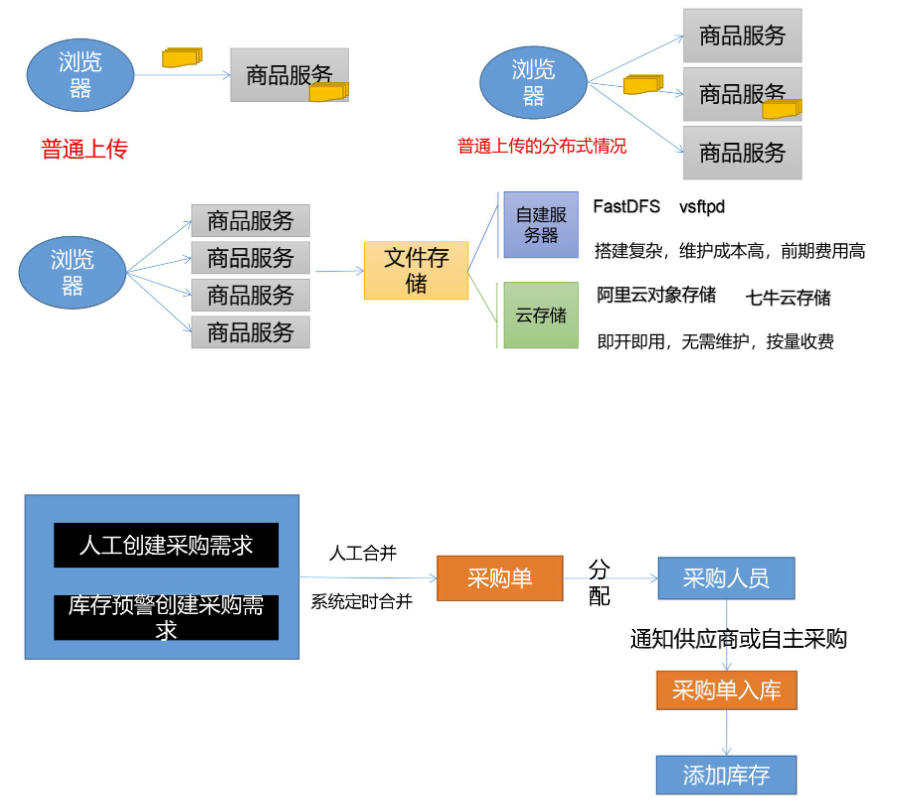 浏览
器
商品服务
普通上传
浏览
器
商品服务
商品服务
商品服务
普通上传的分布式情况
浏览
器
商品服务
商品服务
商品服务
商品服务
文件存
储
自建服
务器
FastDFS vsftpd
搭建复杂，维护成本高，前期费用高
云存储
阿里云对象存储 七牛云存储
即开即用，无需维护，按量收费
人工创建采购需求
库存预警创建采购需
求
人工合并
系统定时合并
采购单
分
配
采购人员
通知供应商或自主采购
采购单入库
添加库存